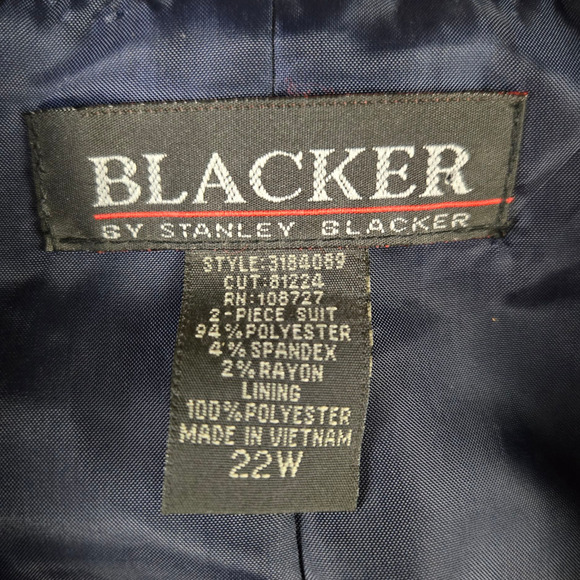 BLACKER
BY STANLEY BLACKER
STYLE:3184089
CUT:81224
RN:108727
2-PIECE SUIT
94%POLYESTER
4%SPANDEX
2%RAYON
LINING
100%POLYESTER
MADE IN VIETNAM
22W